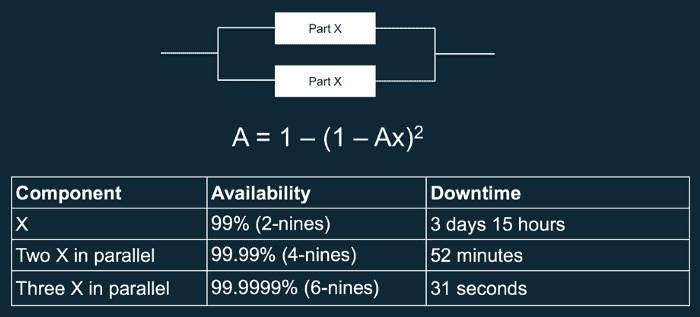 Part X
Part X
A = 1 – (1 – Ax)²
Component Availability Downtime
X 99% (2-nines) 3 days 15 hours
Two X in parallel 99.99% (4-nines) 52 minutes
Three X in parallel 99.9999% (6-nines) 31 seconds